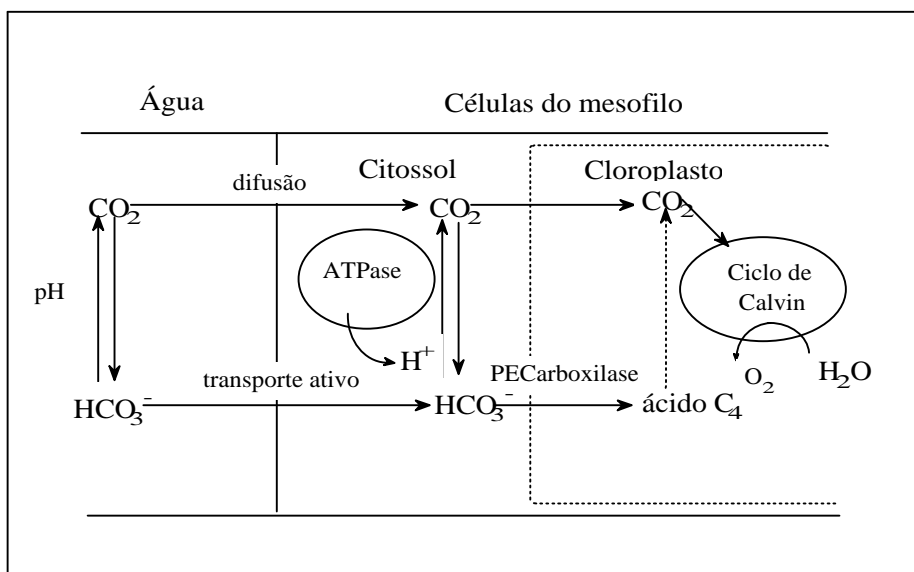 Água
Células do mesofilo
difusão
Citossol
Cloroplasto
CO2
CO2
CO2
ATPase
Ciclo de
Calvin
pH
H+
transporte ativo
PECarboxilase
O2
H2O
HCO3-
HCO3-
ácido C4